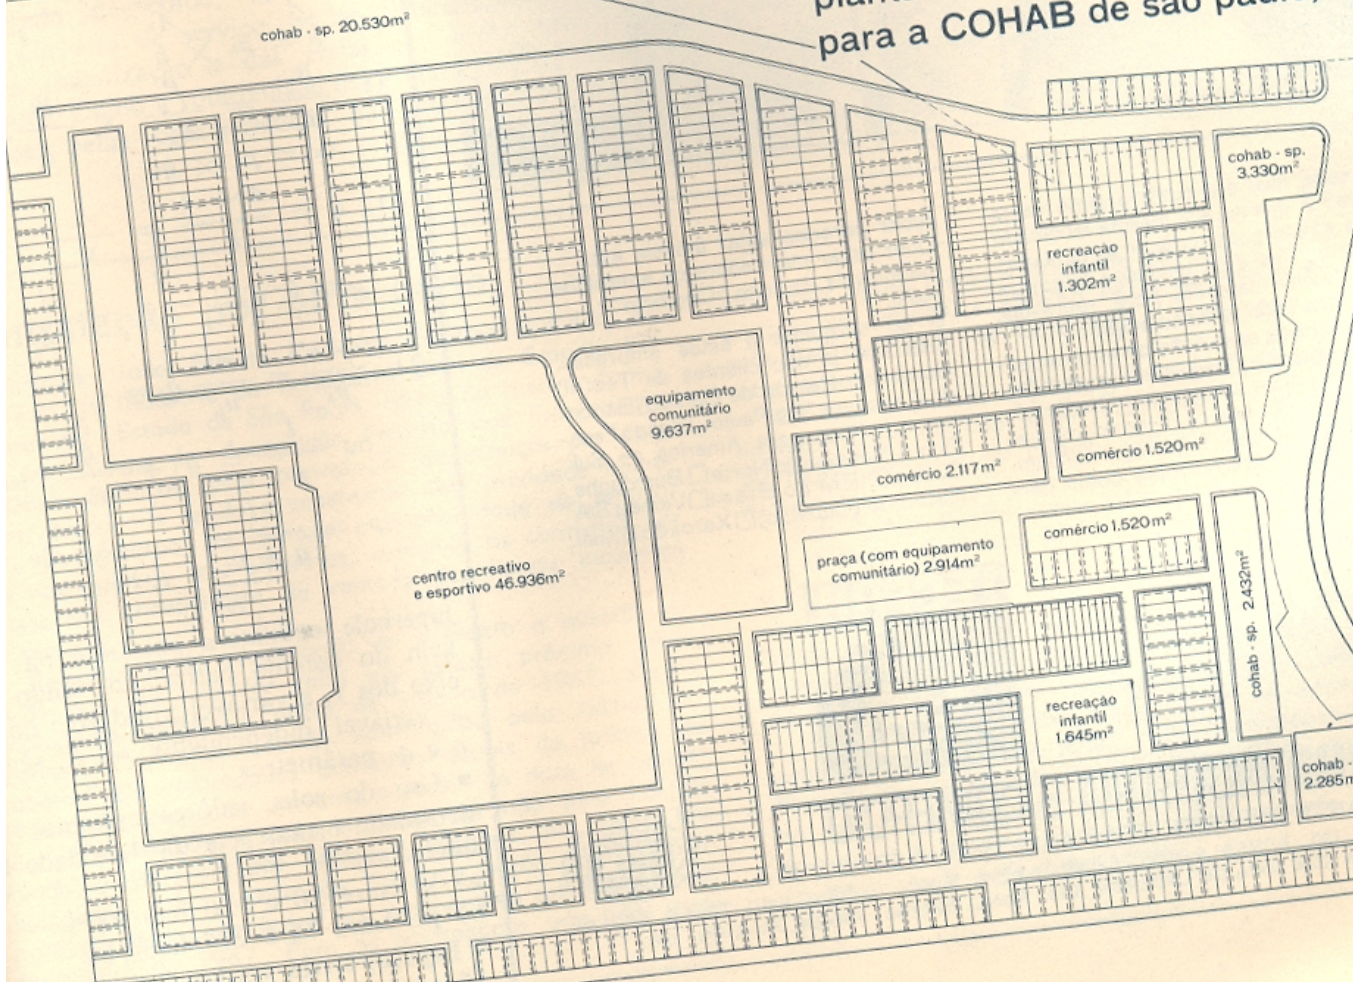 para a COHAB de são paulo,
cohab - sp. 20.530m²
cohab - sp.
3.330m²
recreação
infantil
1.302m²
equipamento
comunitário
9.637m²
comércio 2.117m²
comércio 1.520m²
praça (com equipamento
comunitário) 2.914m²
comércio 1.520m²
centro recreativo
e esportivo 46.936m²
cohab - sp. 2.432m²
recreação
infantil
1.645m²
cohab -
2.285m